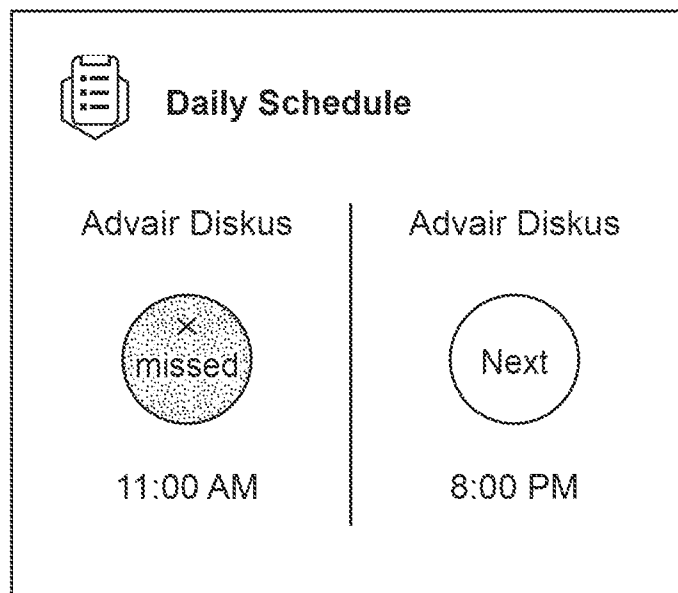 Daily Schedule
Advair Diskus
×
missed
11:00 AM
Advair Diskus
Next
8:00 PM